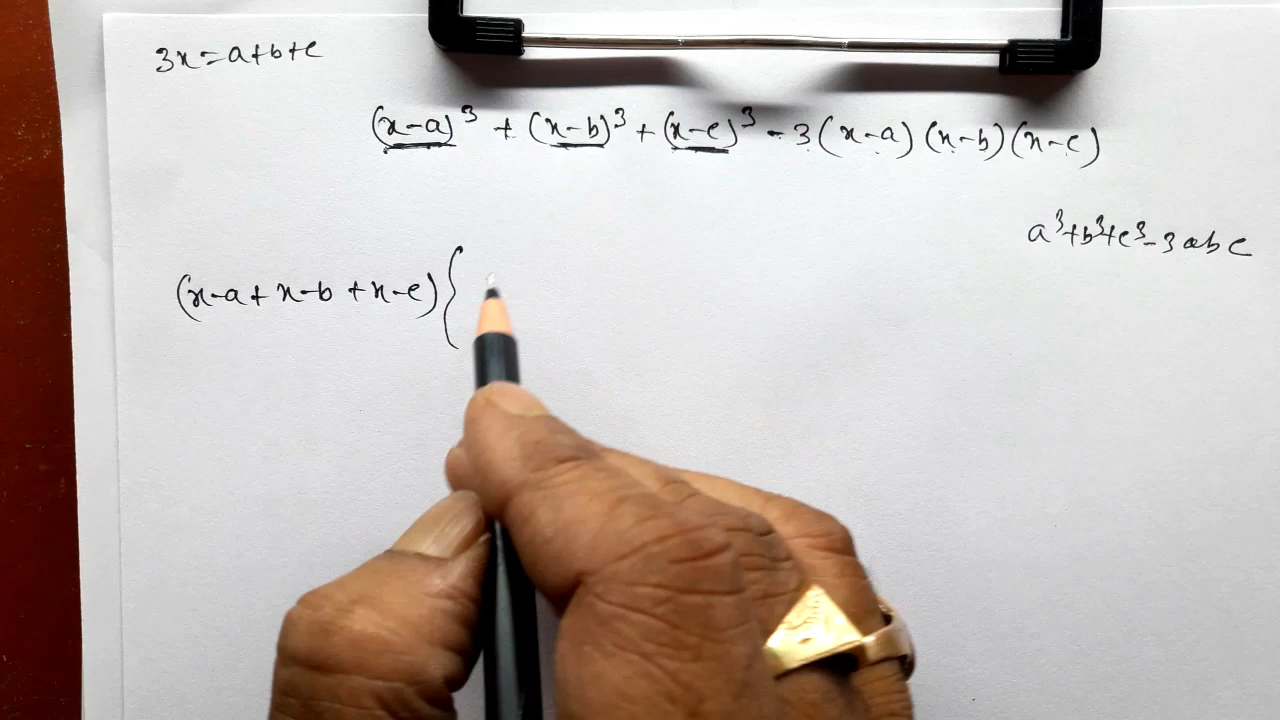 3x=a+b+c
(x-a)³ + (x-b)³ + (x-c)³ - 3(x-a)(x-b)(x-c)
a³+b³+c³-3abc
(x-a+x-b+x-c){